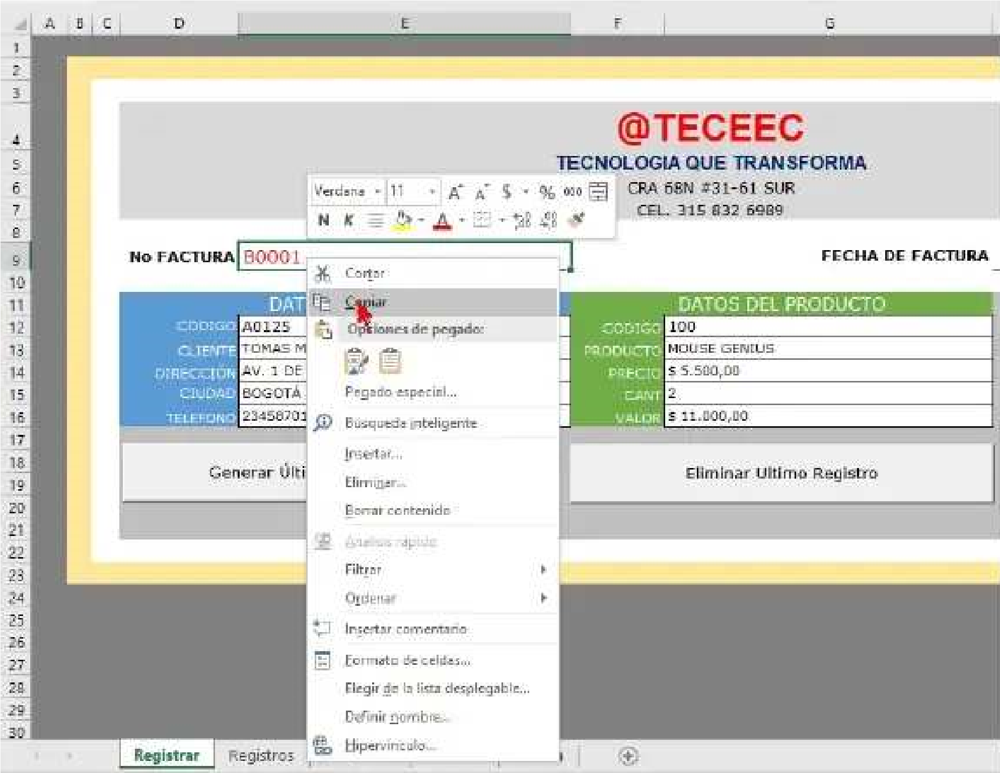 A B C D E F G
1
2
3
4
5
6
7
8
9
10
11
12
13
14
15
16
17
18
19
20
21
22
23
24
25
26
27
28
29
30
@TECEEC
TECNOLOGIA QUE TRANSFORMA
CRA 68N #31-61 SUR
CEL. 315 832 6989
Verdana 11 A A $ % 000
N K A
No FACTURA B0001
FECHA DE FACTURA
DAT
CODIGO A0125
CLIENTE TOMAS M
DIRECCIÓN AV. 1 DE
CIUDAD BOGOTÁ
TELEFONO 23458701
DATOS DEL PRODUCTO
CODIGO 100
PRODUCTO MOUSE GENIUS
PRECIO $ 5.500,00
CANT 2
VALOR $ 11.000,00
Generar Últi
Eliminar Ultimo Registro
Cortar
Copiar
Opciones de pegado:
Pegado especial...
Búsqueda inteligente
Insertar...
Eliminar...
Borrar contenido
Análisis rápido
Filtrar
Ordenar
Insertar comentario
Formato de celdas...
Elegir de la lista desplegable...
Definir nombre...
Hipervínculo...
Registrar Registros